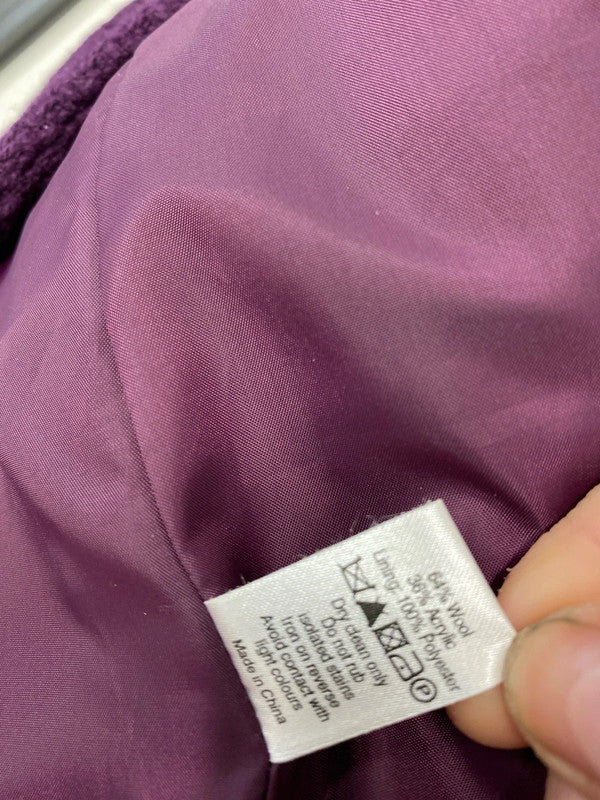 64% Wool
36% Acrylic
Lining: 100% Polyester
P
Dry clean only
Do not rub
isolated stains
Iron on reverse
Avoid contact with
light colours
Made in China